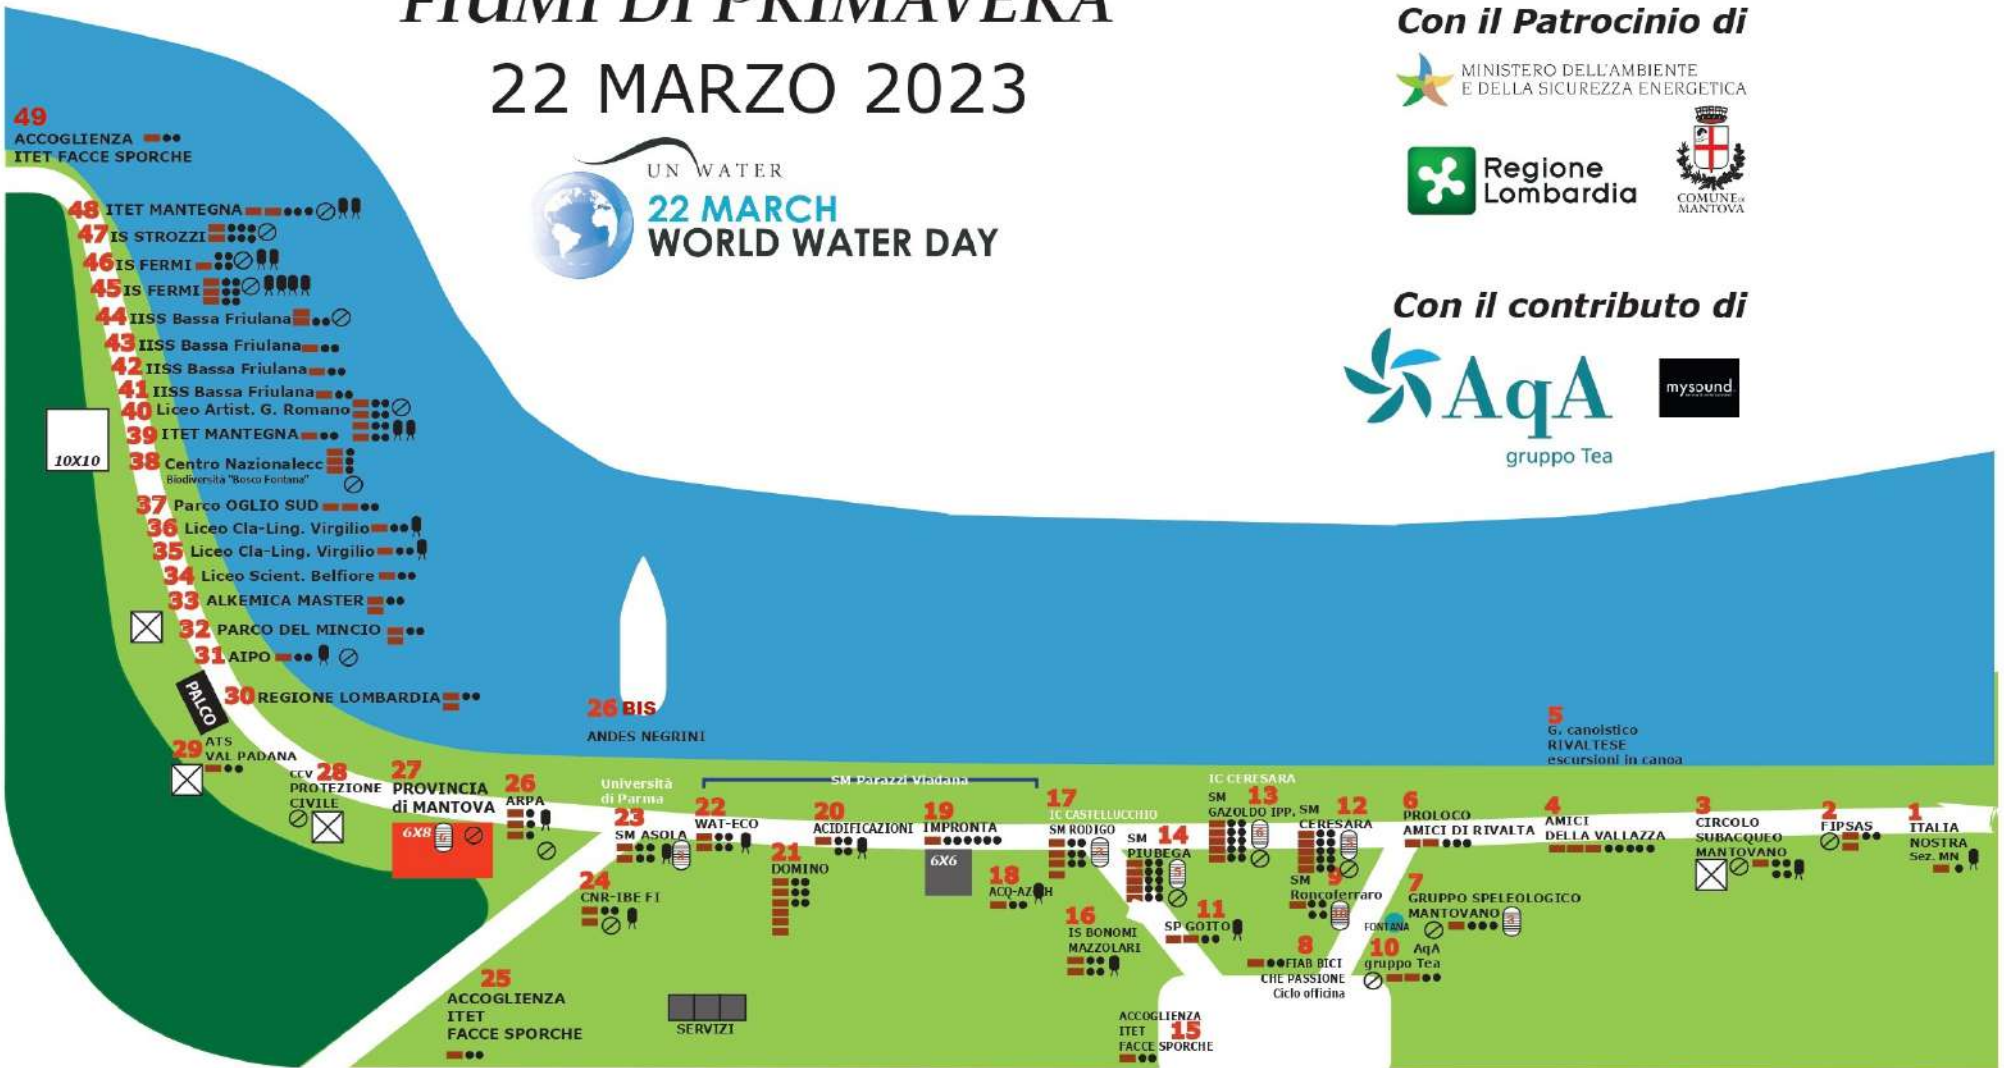 FIUMI DI PRIMAVERA
22 MARZO 2023
UN WATER
22 MARCH
WORLD WATER DAY
Con il Patrocinio di
MINISTERO DELL'AMBIENTE
E DELLA SICUREZZA ENERGETICA
Regione
Lombardia
COMUNE DI
MANTOVA
Con il contributo di
AqA
gruppo Tea
mysound
49
ACCOGLIENZA
ITET FACCE SPORCHE
48 ITET MANTEGNA
47 IS STROZZI
46 IS FERMI
45 IS FERMI
44 IISS Bassa Friulana
43 IISS Bassa Friulana
42 IISS Bassa Friulana
41 IISS Bassa Friulana
40 Liceo Artist. G. Romano
39 ITET MANTEGNA
10X10
38 Centro Nazionalecc
Biodiversità "Bosco Fontana"
37 Parco OGLIO SUD
36 Liceo Cla-Ling. Virgilio
35 Liceo Cla-Ling. Virgilio
34 Liceo Scient. Belfiore
33 ALKEMICA MASTER
32 PARCO DEL MINCIO
31 AIPO
30 REGIONE LOMBARDIA
PALCO
29 ATS
VAL PADANA
CCV 28
PROTEZIONE
CIVILE
27
PROVINCIA
di MANTOVA
6X8
6
26
ARPA
26 BIS
ANDES NEGRINI
Università
di Parma
23
SM ASOLA
24
CNR-IBE FI
25
ACCOGLIENZA
ITET
FACCE SPORCHE
SERVIZI
SM Parazzi Viadana
22
WAT-ECO
21
DOMINO
20
ACIDIFICAZIONI
19
IMPRONTA
6X6
18
17
IC CASTELLUCCHIO
SM RODIGO
16
IS BONOMI
MAZZOLARI
ACCOGLIENZA
ITET 15
FACCE SPORCHE
SM 14
PIUBEGA
5
IC CERESARA
SM 13
GAZOLDO IPP.
SM 12
CERESARA
11
SP GOITO
SM 9
Roncoferraro
8
FIAB BICI
CHE PASSIONE
Ciclo officina
FONTANA
10 AqA
gruppo Tea
7
GRUPPO SPELEOLOGICO
MANTOVANO
3
6
PROLOCO
AMICI DI RIVALTA
5
G. canoistico
RIVALTESE
escursioni in canoa
4
AMICI
DELLA VALLAZZA
3
CIRCOLO
SUBACQUEO
MANTOVANO
2
FIPSAS
1
ITALIA
NOSTRA
Sez. MN